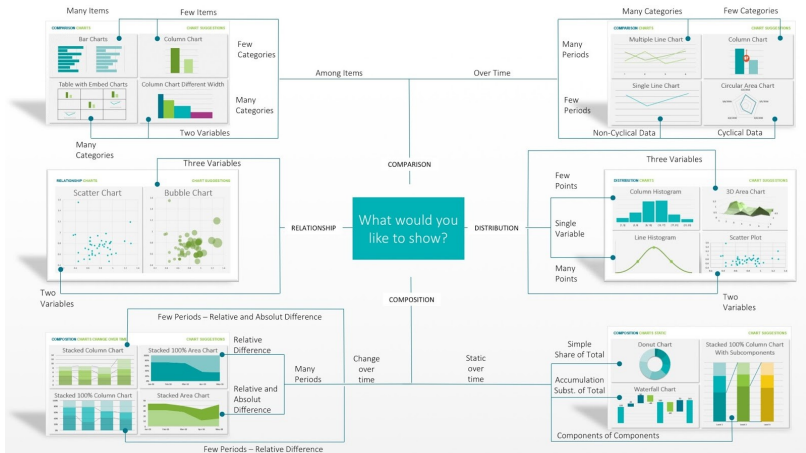 Many Items
Few Items
Many Categories
Few Categories
COMPARISON CHARTS
CHART SUGGESTIONS
Bar Charts
Column Chart
Few
Categories
Table with Embed Charts
Column Chart Different Width
Many
Categories
Two Variables
Many
Categories
Among Items
Over Time
Many
Periods
Few
Periods
COMPARISON CHARTS
CHART SUGGESTIONS
Multiple Line Chart
Column Chart
Single Line Chart
Circular Area Chart
Non-Cyclical Data
Cyclical Data
COMPARISON
Three Variables
RELATIONSHIP CHARTS
CHART SUGGESTIONS
Scatter Chart
Bubble Chart
Two
Variables
RELATIONSHIP
What would you
like to show?
DISTRIBUTION
Three Variables
Few
Points
Single
Variable
Many
Points
DISTRIBUTION CHARTS
CHART SUGGESTIONS
Column Histogram
3D Area Chart
Line Histogram
Scatter Plot
Two
Variables
COMPOSITION
Few Periods – Relative and Absolut Difference
COMPOSITION CHARTS CHANGE OVER TIME
CHART SUGGESTIONS
Stacked Column Chart
Stacked 100% Area Chart
Stacked 100% Column Chart
Stacked Area Chart
Relative
Difference
Relative and
Absolut
Difference
Many
Periods
Change
over
time
Few Periods – Relative Difference
Static
over
time
Simple
Share of Total
Accumulation
Subst. of Total
Components of Components
COMPOSITION CHARTS STATIC
CHART SUGGESTIONS
Donut Chart
Waterfall Chart
Stacked 100% Column Chart
With Subcomponents